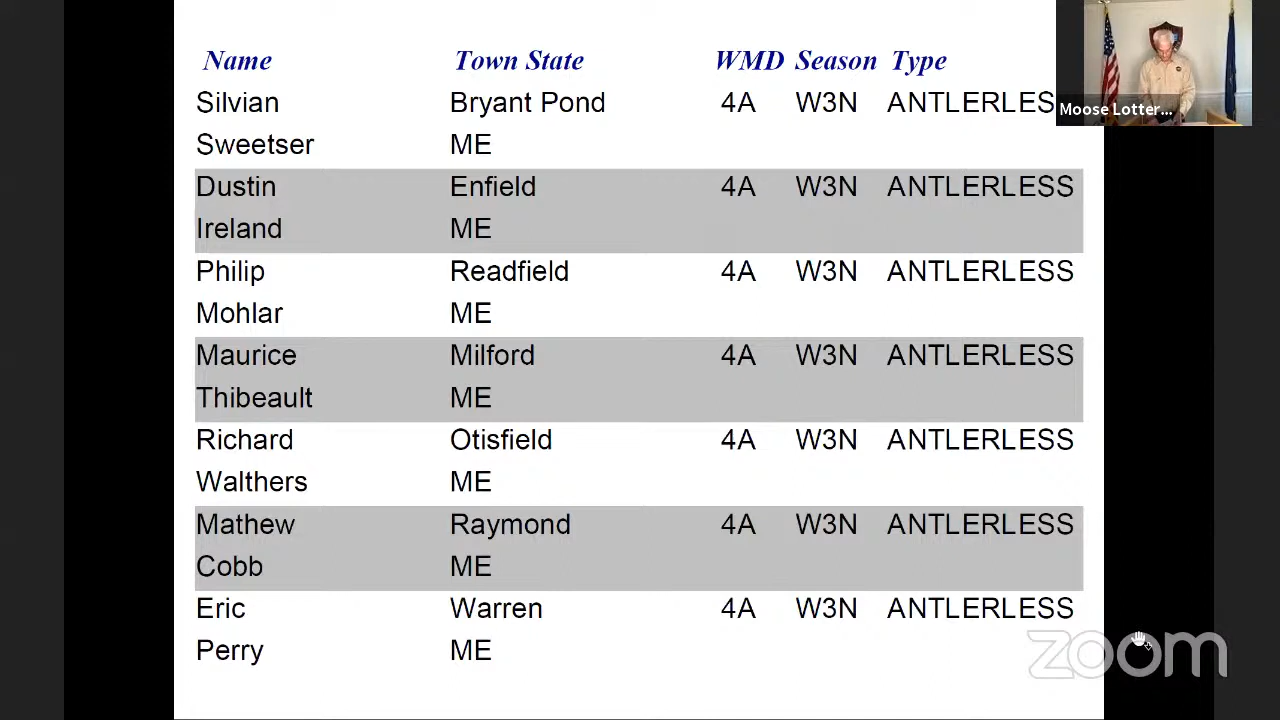 Name Town State WMD Season Type
Silvian Bryant Pond 4A W3N ANTLERLES
Sweetser ME
Dustin Enfield 4A W3N ANTLERLESS
Ireland ME
Philip Readfield 4A W3N ANTLERLESS
Mohlar ME
Maurice Milford 4A W3N ANTLERLESS
Thibeault ME
Richard Otisfield 4A W3N ANTLERLESS
Walthers ME
Mathew Raymond 4A W3N ANTLERLESS
Cobb ME
Eric Warren 4A W3N ANTLERLESS
Perry ME
Moose Lotter...
zoom